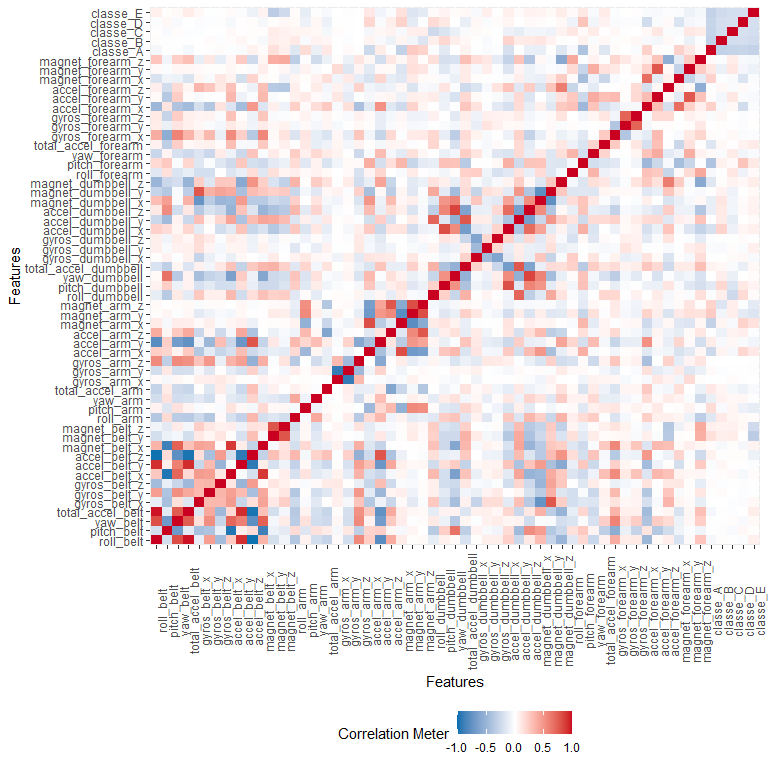 classe_E
classe_D
classe_C
classe_B
classe_A
magnet_forearm_z
magnet_forearm_y
magnet_forearm_x
accel_forearm_z
accel_forearm_y
accel_forearm_x
gyros_forearm_z
gyros_forearm_y
gyros_forearm_x
total_accel_forearm
yaw_forearm
pitch_forearm
roll_forearm
magnet_dumbbell_z
magnet_dumbbell_y
magnet_dumbbell_x
accel_dumbbell_z
accel_dumbbell_y
accel_dumbbell_x
gyros_dumbbell_z
gyros_dumbbell_y
gyros_dumbbell_x
total_accel_dumbbell
yaw_dumbbell
pitch_dumbbell
roll_dumbbell
magnet_arm_z
magnet_arm_y
magnet_arm_x
accel_arm_z
accel_arm_y
accel_arm_x
gyros_arm_z
gyros_arm_y
gyros_arm_x
total_accel_arm
yaw_arm
pitch_arm
roll_arm
magnet_belt_z
magnet_belt_y
magnet_belt_x
accel_belt_z
accel_belt_y
accel_belt_x
gyros_belt_z
gyros_belt_y
gyros_belt_x
total_accel_belt
yaw_belt
pitch_belt
roll_belt
Features
roll_belt
pitch_belt
yaw_belt
total_accel_belt
gyros_belt_x
gyros_belt_y
gyros_belt_z
accel_belt_x
accel_belt_y
accel_belt_z
magnet_belt_x
magnet_belt_y
magnet_belt_z
roll_arm
pitch_arm
yaw_arm
total_accel_arm
gyros_arm_x
gyros_arm_y
gyros_arm_z
accel_arm_x
accel_arm_y
accel_arm_z
magnet_arm_x
magnet_arm_y
magnet_arm_z
roll_dumbbell
pitch_dumbbell
yaw_dumbbell
total_accel_dumbbell
gyros_dumbbell_x
gyros_dumbbell_y
gyros_dumbbell_z
accel_dumbbell_x
accel_dumbbell_y
accel_dumbbell_z
magnet_dumbbell_x
magnet_dumbbell_y
magnet_dumbbell_z
roll_forearm
pitch_forearm
yaw_forearm
total_accel_forearm
gyros_forearm_x
gyros_forearm_y
gyros_forearm_z
accel_forearm_x
accel_forearm_y
accel_forearm_z
magnet_forearm_x
magnet_forearm_y
magnet_forearm_z
classe_A
classe_B
classe_C
classe_D
classe_E
Features
Correlation Meter
-1.0 -0.5 0.0 0.5 1.0